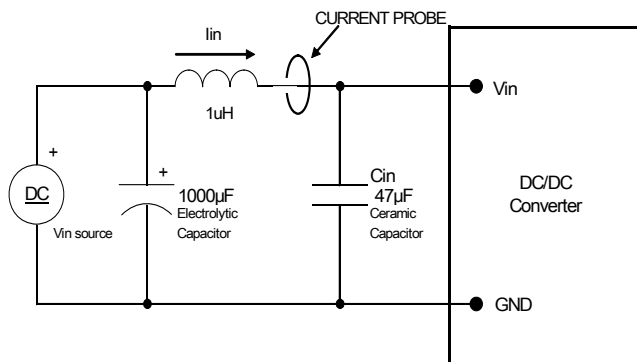 CURRENT PROBE
Iin
1uH
Vin
+
DC
Vin source
+
1000µF
Electrolytic
Capacitor
Cin
47µF
Ceramic
Capacitor
DC/DC
Converter
GND